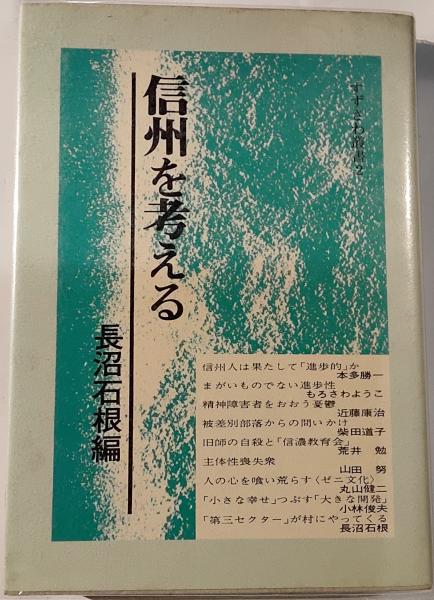 すずさわ叢書2
信州を考える
長沼石根編
信州人は果たして「進歩的」か
本多勝一
まがいものでない進歩性
もろさわようこ
精神障害者をおおう憂鬱
近藤康治
被差別部落からの問いかけ
柴田道子
旧師の自殺と「信濃教育会」
荒井 勉
主体性喪失衆
山田 努
人の心を喰い荒らす〈ゼニ文化〉
丸山健二
「小さな幸せ」つぶす「大きな開発」
小林俊夫
「第三セクター」が村にやってくる
長沼石根